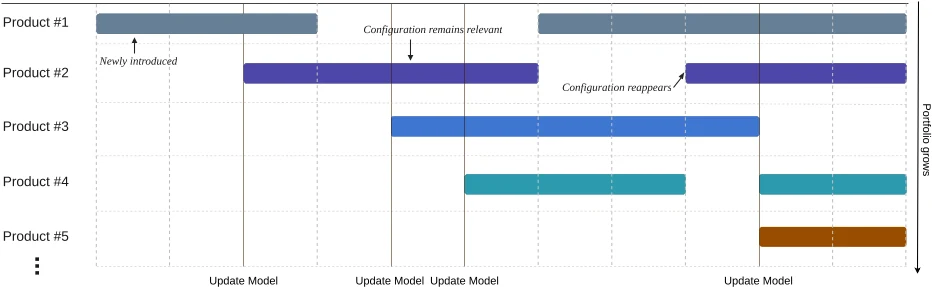 Product #1
Newly introduced
Configuration remains relevant
Product #2
Configuration reappears
Product #3
Portfolio grows
Product #4
Product #5
Update Model
Update Model
Update Model
Update Model